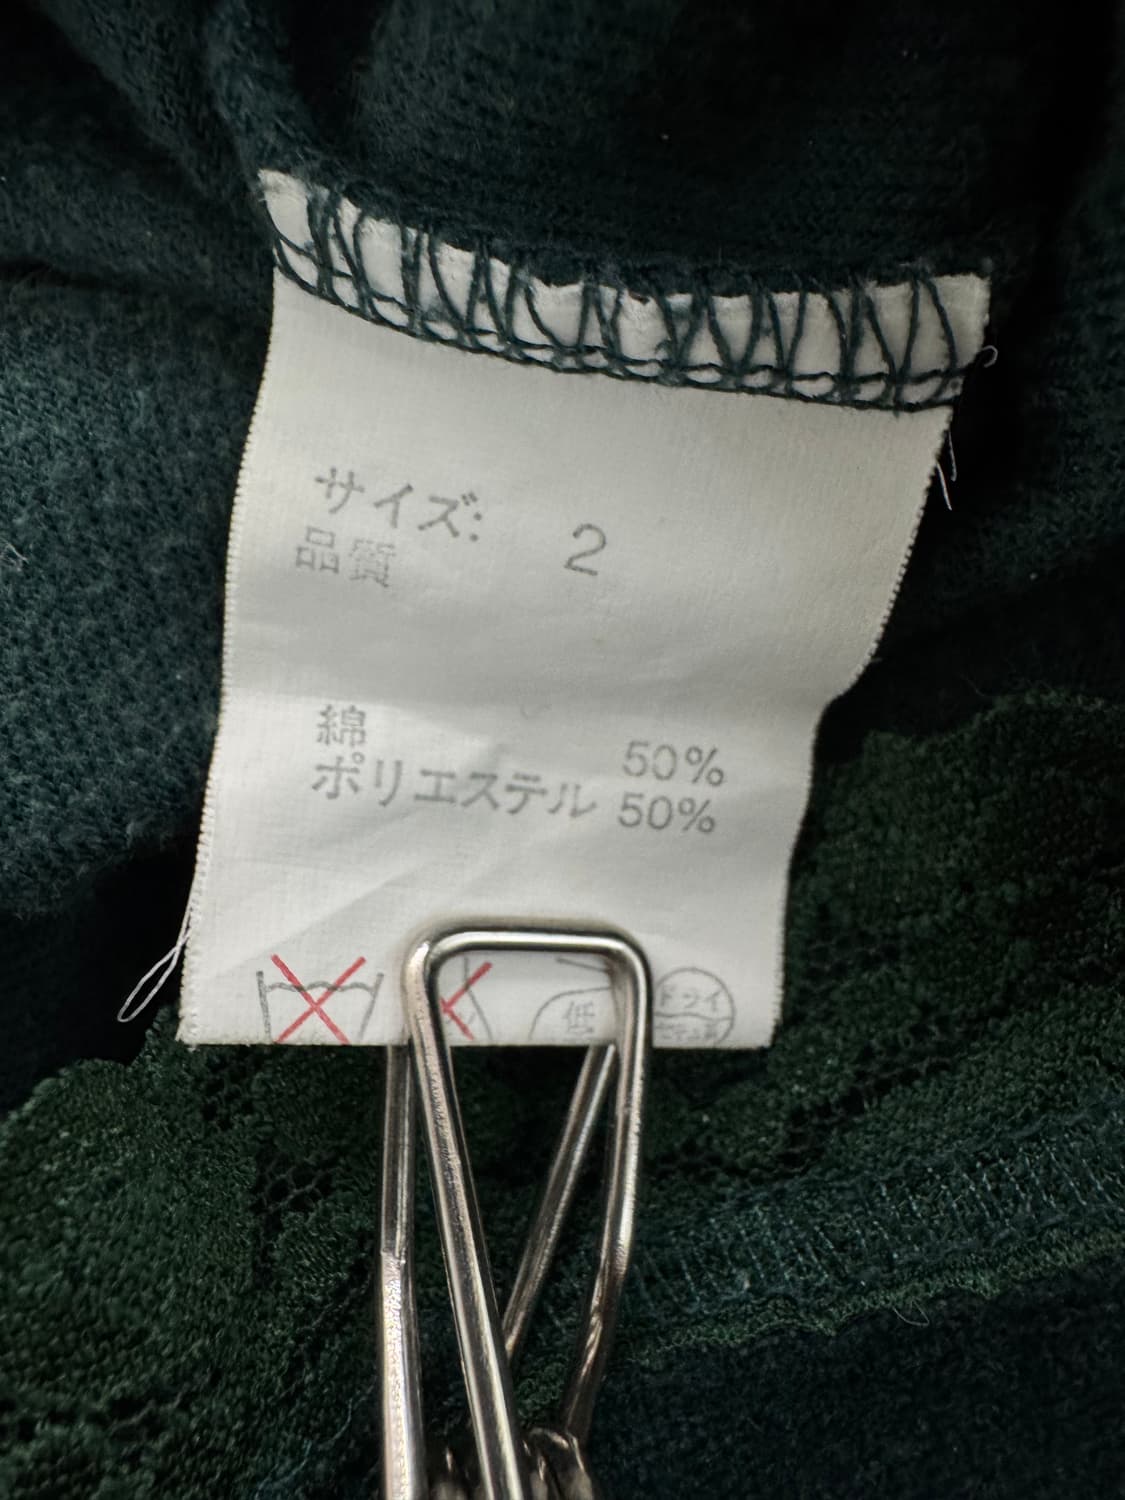 サイズ: 2
品質
綿 50%
ポリエステル 50%
低
ドライ